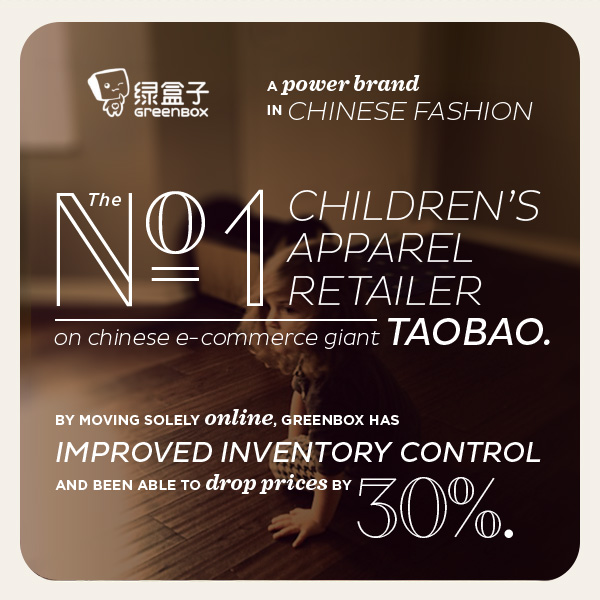 绿盒子
GREENBOX
A power brand
IN CHINESE FASHION
The Nº1
CHILDREN'S
APPAREL
RETAILER
on chinese e-commerce giant TAOBAO.
BY MOVING SOLELY online, GREENBOX HAS
IMPROVED INVENTORY CONTROL
AND BEEN ABLE TO drop prices BY 30%.